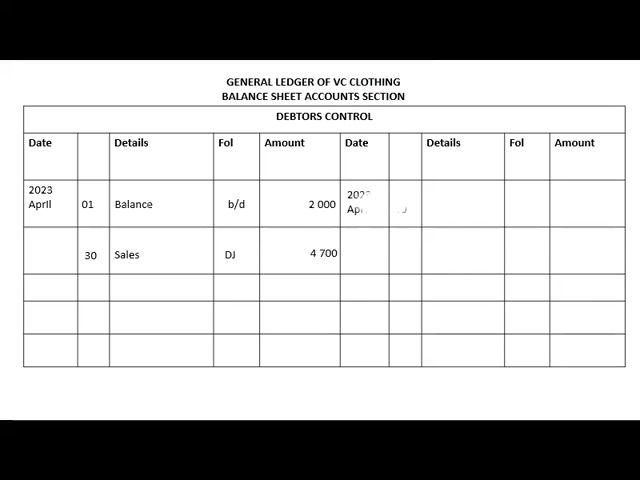 GENERAL LEDGER OF VC CLOTHING
BALANCE SHEET ACCOUNTS SECTION
DEBTORS CONTROL
Date Details Fol Amount Date Details Fol Amount
2023
April 01 Balance b/d 2 000
30 Sales DJ 4 700